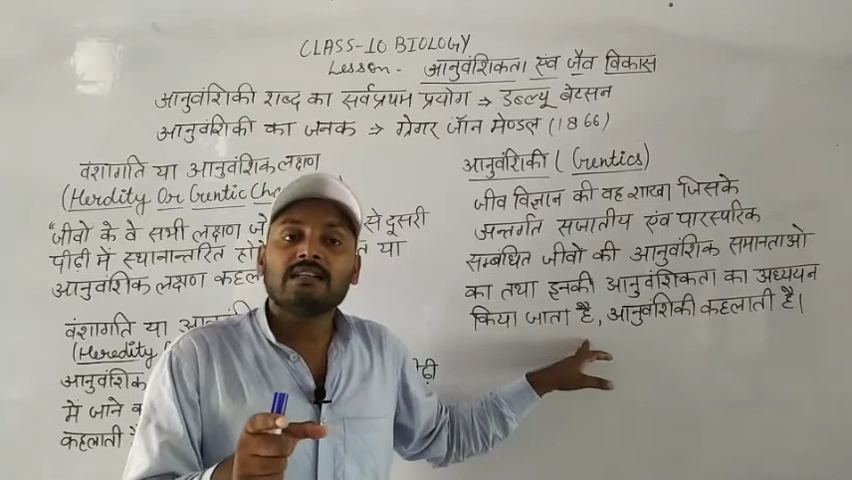 CLASS-10 BIOLOGY
Lesson - आनुवंशिकता एंव जैव विकास
आनुवंशिकी शब्द का सर्वप्रथम प्रयोग → डब्ल्यू बेटसन
आनुवंशिकी का जनक → ग्रेगर जॉन मेण्डल (1866)
वंशागति या आनुवंशिक लक्षण
(Herdity Or Gentic
"जीवो के वे सभी लक्षण से दूसरी
पीढ़ी में स्थानान्तरित या
आनुवंशिक लक्षण
वंशागति या
(Heredity
आनुवंशिक
में जाने
कहलाती
आनुवंशिकी (Gentics)
जीव विज्ञान की वह शाखा जिसके
अन्तर्गत सजातीय एंव पारस्परिक
सम्बंधित जीवों की आनुवंशिक समानताओ
का तथा इनकी आनुवंशिकता का अध्ययन
किया जाता है, आनुवंशिकी कहलाती है।